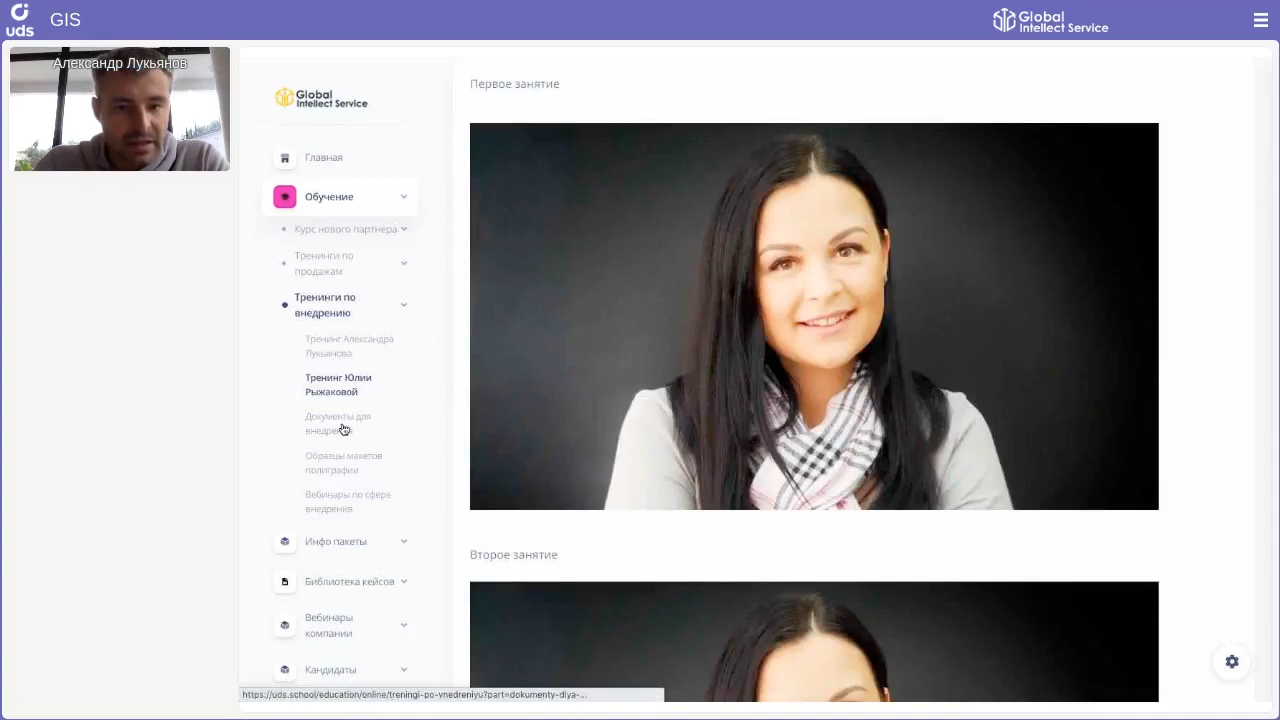 uds
GIS
Global
Intellect Service
Александр Лукьянов
Global
Intellect Service
Главная
Обучение
Курс нового партнера
Тренинги по
продажам
Тренинги по
внедрению
Тренинг Александра
Лукьянова
Тренинг Юлии
Рыжаковой
Документы для
внедрения
Образцы макетов
полиграфии
Вебинары по сфере
внедрения
Инфо пакеты
Библиотека кейсов
Вебинары
компании
Кандидаты
Первое занятие
Второе занятие
https://uds.school/education/online/treningi-po-vnedreniyu?part=dokumenty-dlya-...